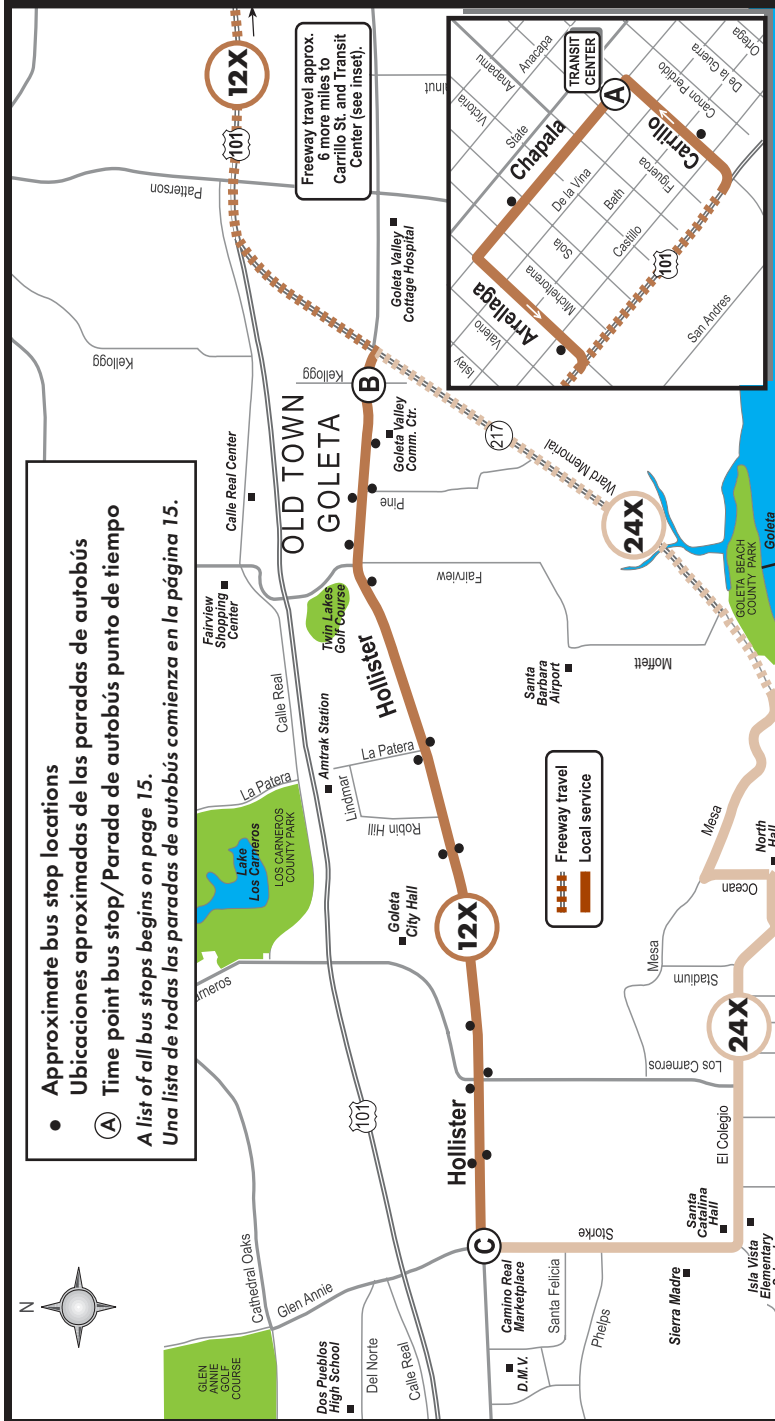 N
Approximate bus stop locations
Ubicaciones aproximadas de las paradas de autobús
A Time point bus stop/Parada de autobús punto de tiempo
A list of all bus stops begins on page 15.
Una lista de todas las paradas de autobús comienza en la página 15.
GLEN
ANNIE
GOLF
COURSE
Cathedral Oaks
Glen Annie
Dos Pueblos
High School
Del Norte
Calle Real
101
arneros
Lake
Los Carneros
LOS CARNEROS
COUNTY PARK
La Patera
Calle Real
Fairview
Shopping
Center
Calle Real Center
Kellogg
Patterson
101
12X
Freeway travel approx.
6 more miles to
Carrillo St. and Transit
Center (see inset).
alnut
Amtrak Station
Lindmar
La Patera
Robin Hill
Goleta
City Hall
Twin Lakes
Golf Course
OLD TOWN
GOLETA
Kellogg
B
Goleta Valley
Cottage Hospital
Goleta Valley
Comm. Ctr.
Pine
Fairview
Hollister
12X
Hollister
C
Camino Real
Marketplace
D.M.V.
Santa Felicia
Storke
Phelps
Sierra Madre
Santa
Catalina
Hall
Isla Vista
Elementary
El Colegio
Los Carneros
24X
Stadium
Mesa
Ocean
North
Hall
Mesa
Freeway travel
Local service
Santa
Barbara
Airport
Moffett
217
Ward Memorial
24X
GOLETA BEACH
COUNTY PARK
Goleta
Islay
Valerio
Arrellaga
Micheltorena
Sola
Victoria
Anapamu
Anacapa
State
Chapala
De la Vina
Bath
Castillo
Figueroa
Carrillo
Canon Perdido
De la Guerra
Ortega
TRANSIT
CENTER
A
101
San Andres